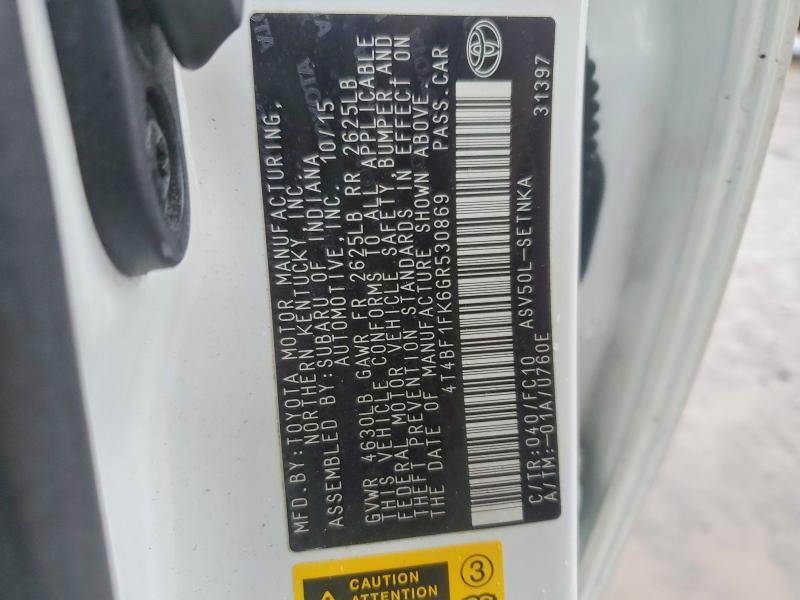 MFD.BY:TOYOTA MOTOR MANUFACTURING,
NORTHERN KENTUCKY INC.
ASSEMBLED BY:SUBARU OF INDIANA
AUTOMOTIVE, INC. 10/15
GVWR 4630LB GAWR FR 2625LB RR 2625LB
THIS VEHICLE CONFORMS TO ALL APPLICABLE
FEDERAL MOTOR VEHICLE SAFETY, BUMPER AND
THEFT PREVENTION STANDARDS IN EFFECT ON
THE DATE OF MANUFACTURE SHOWN ABOVE.
4T4BF1FK6GR530869 PASS.CAR
C/TR:040/FC10 ASV50L-SETNKA 31397
A/TM:-01A/U760E
CAUTION
ATTENTION
3